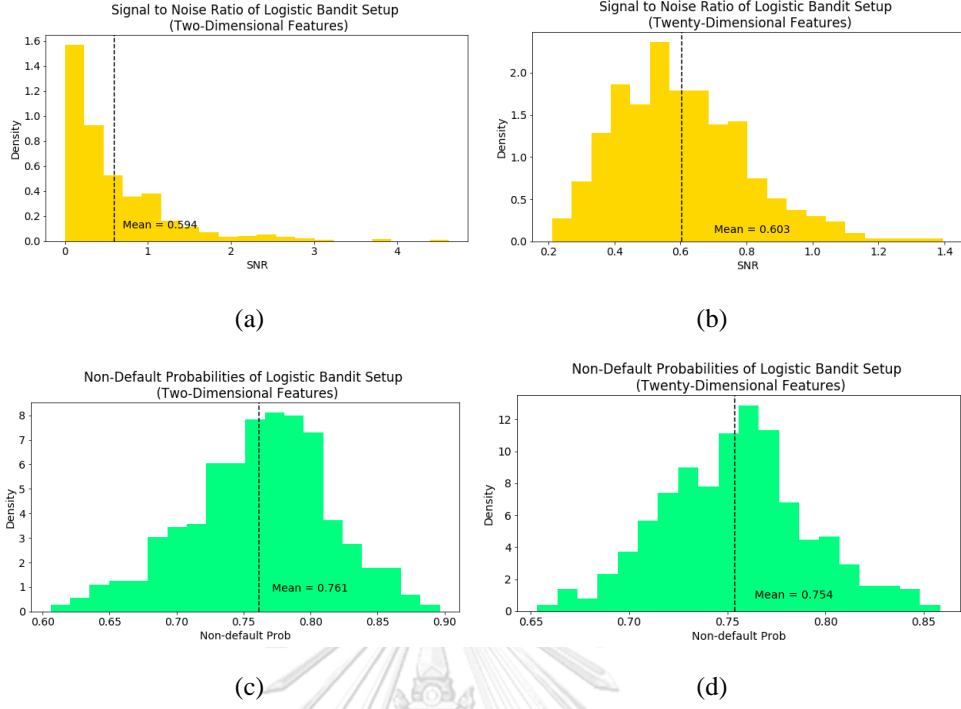 Signal to Noise Ratio of Logistic Bandit Setup
(Two-Dimensional Features)
1.6
1.4
1.2
1.0
0.8
0.6
0.4
0.2
0.0
Density
Mean = 0.594
0
1
2
3
4
SNR
(a)
Signal to Noise Ratio of Logistic Bandit Setup
(Twenty-Dimensional Features)
2.0
1.5
1.0
0.5
0.0
Density
Mean = 0.603
0.2
0.4
0.6
0.8
1.0
1.2
1.4
SNR
(b)
Non-Default Probabilities of Logistic Bandit Setup
(Two-Dimensional Features)
8
7
6
5
4
3
2
1
0
Density
Mean = 0.761
0.60
0.65
0.70
0.75
0.80
0.85
0.90
Non-default Prob
(c)
Non-Default Probabilities of Logistic Bandit Setup
(Twenty-Dimensional Features)
12
10
8
6
4
2
0
Density
Mean = 0.754
0.65
0.70
0.75
0.80
0.85
Non-default Prob
(d)